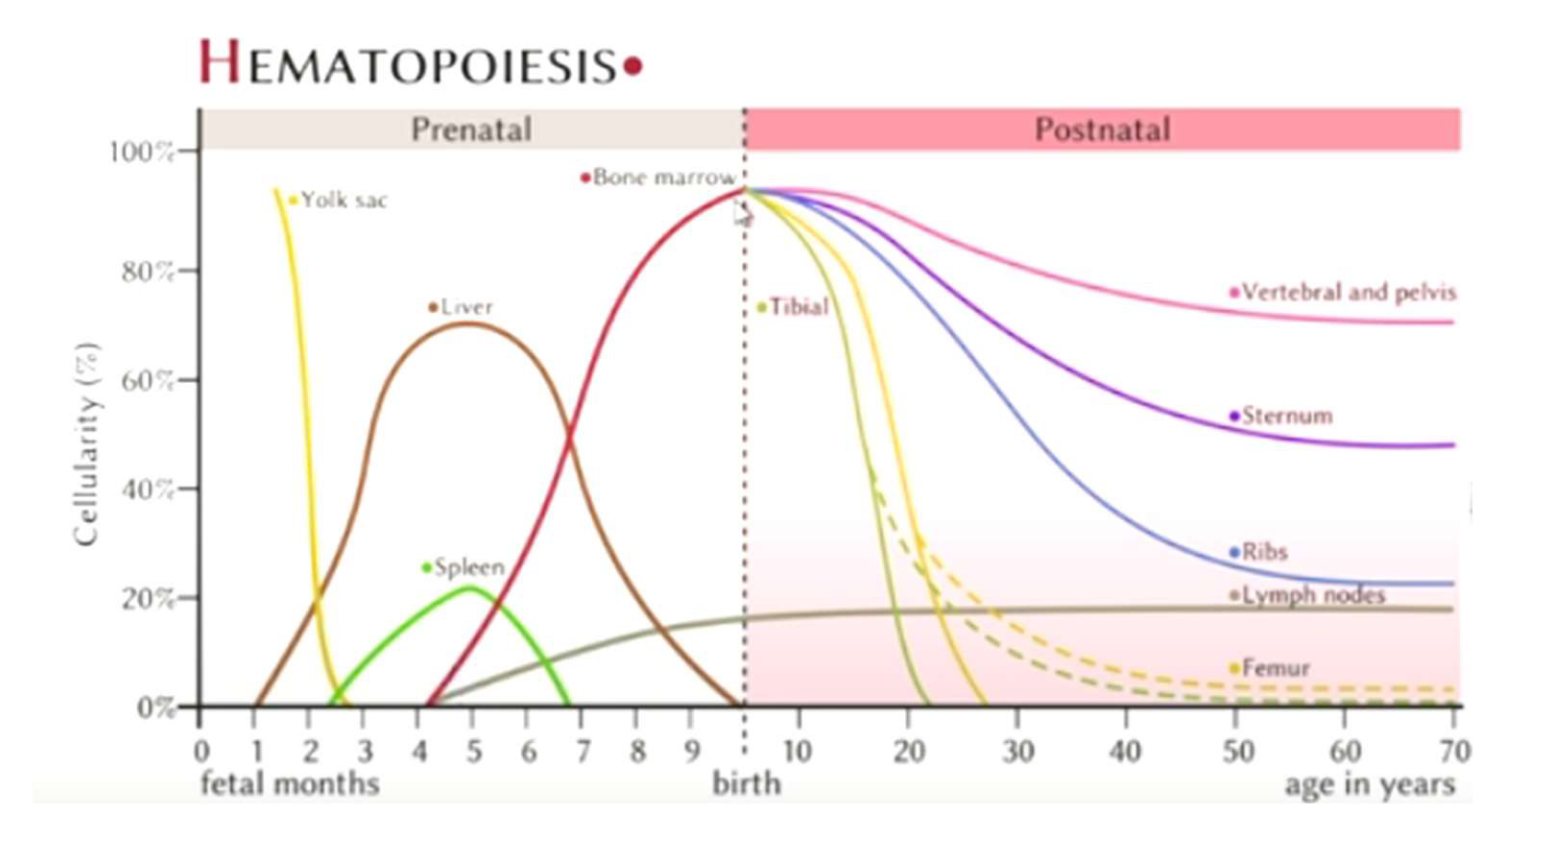 HEMATOPOIESIS
Prenatal
Postnatal
100%
80%
60%
40%
20%
0%
Cellularity (%)
Yolk sac
Bone marrow
Liver
Spleen
Tibial
Vertebral and pelvis
Sternum
Ribs
Lymph nodes
Femur
0 1 2 3 4 5 6 7 8 9 10 20 30 40 50 60 70
fetal months birth age in years